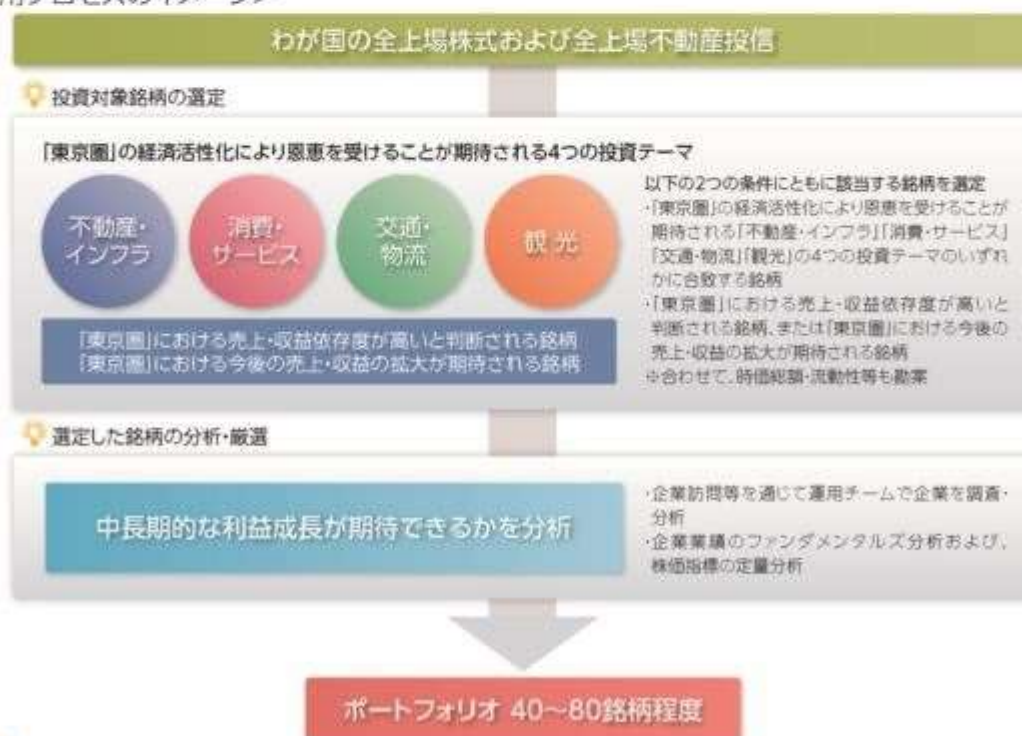 わが国の全上場株式および全上場不動産投信
投資対象銘柄の選定
「東京圏」の経済活性化により恩恵を受けることが期待される4つの投資テーマ
不動産・
インフラ
消費・
サービス
交通・
物流
観光
「東京圏」における売上・収益依存度が高いと判断される銘柄
「東京圏」における今後の売上・収益の拡大が期待される銘柄
以下の2つの条件にともに該当する銘柄を選定
・「東京圏」の経済活性化により恩恵を受けることが
期待される「不動産・インフラ」「消費・サービス」
「交通・物流」「観光」の4つの投資テーマのいずれ
かに合致する銘柄
・「東京圏」における売上・収益依存度が高いと
判断される銘柄、または「東京圏」における今後の
売上・収益の拡大が期待される銘柄
※合わせて、時価総額・流動性等も勘案
選定した銘柄の分析・厳選
中長期的な利益成長が期待できるかを分析
・企業訪問等を通じて運用チームで企業を調査・
分析
・企業業績のファンダメンタルズ分析および、
株価指標の定量分析
ポートフォリオ 40～80銘柄程度